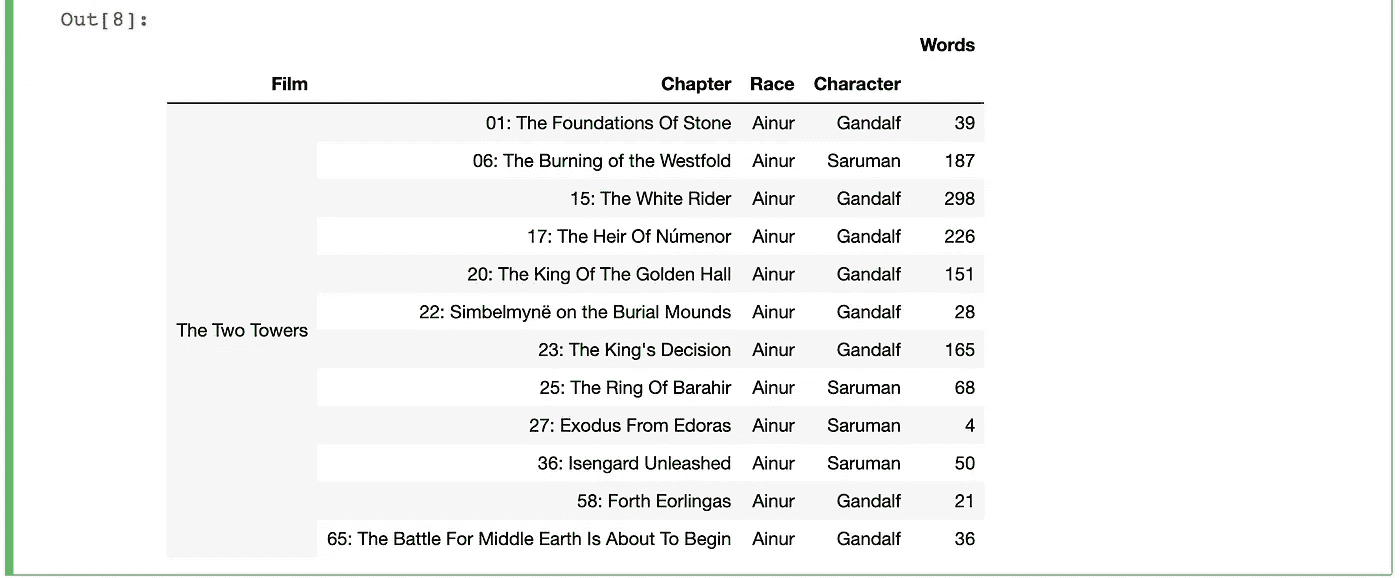 Out[8]:
Words
Film Chapter Race Character
01: The Foundations Of Stone Ainur Gandalf 39
06: The Burning of the Westfold Ainur Saruman 187
15: The White Rider Ainur Gandalf 298
17: The Heir Of Númenor Ainur Gandalf 226
20: The King Of The Golden Hall Ainur Gandalf 151
22: Simbelmynë on the Burial Mounds Ainur Gandalf 28
The Two Towers
23: The King's Decision Ainur Gandalf 165
25: The Ring Of Barahir Ainur Saruman 68
27: Exodus From Edoras Ainur Saruman 4
36: Isengard Unleashed Ainur Saruman 50
58: Forth Eorlingas Ainur Gandalf 21
65: The Battle For Middle Earth Is About To Begin Ainur Gandalf 36